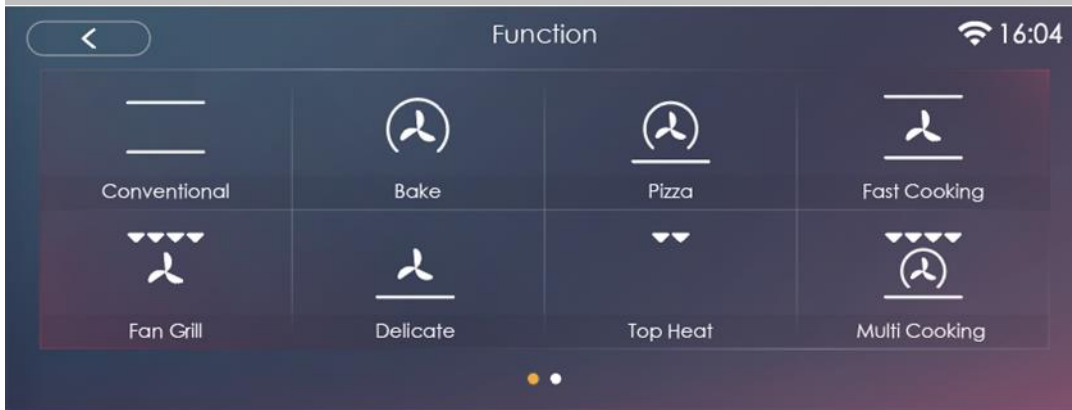 Function
16:04
Conventional
Bake
Pizza
Fast Cooking
Fan Grill
Delicate
Top Heat
Multi Cooking